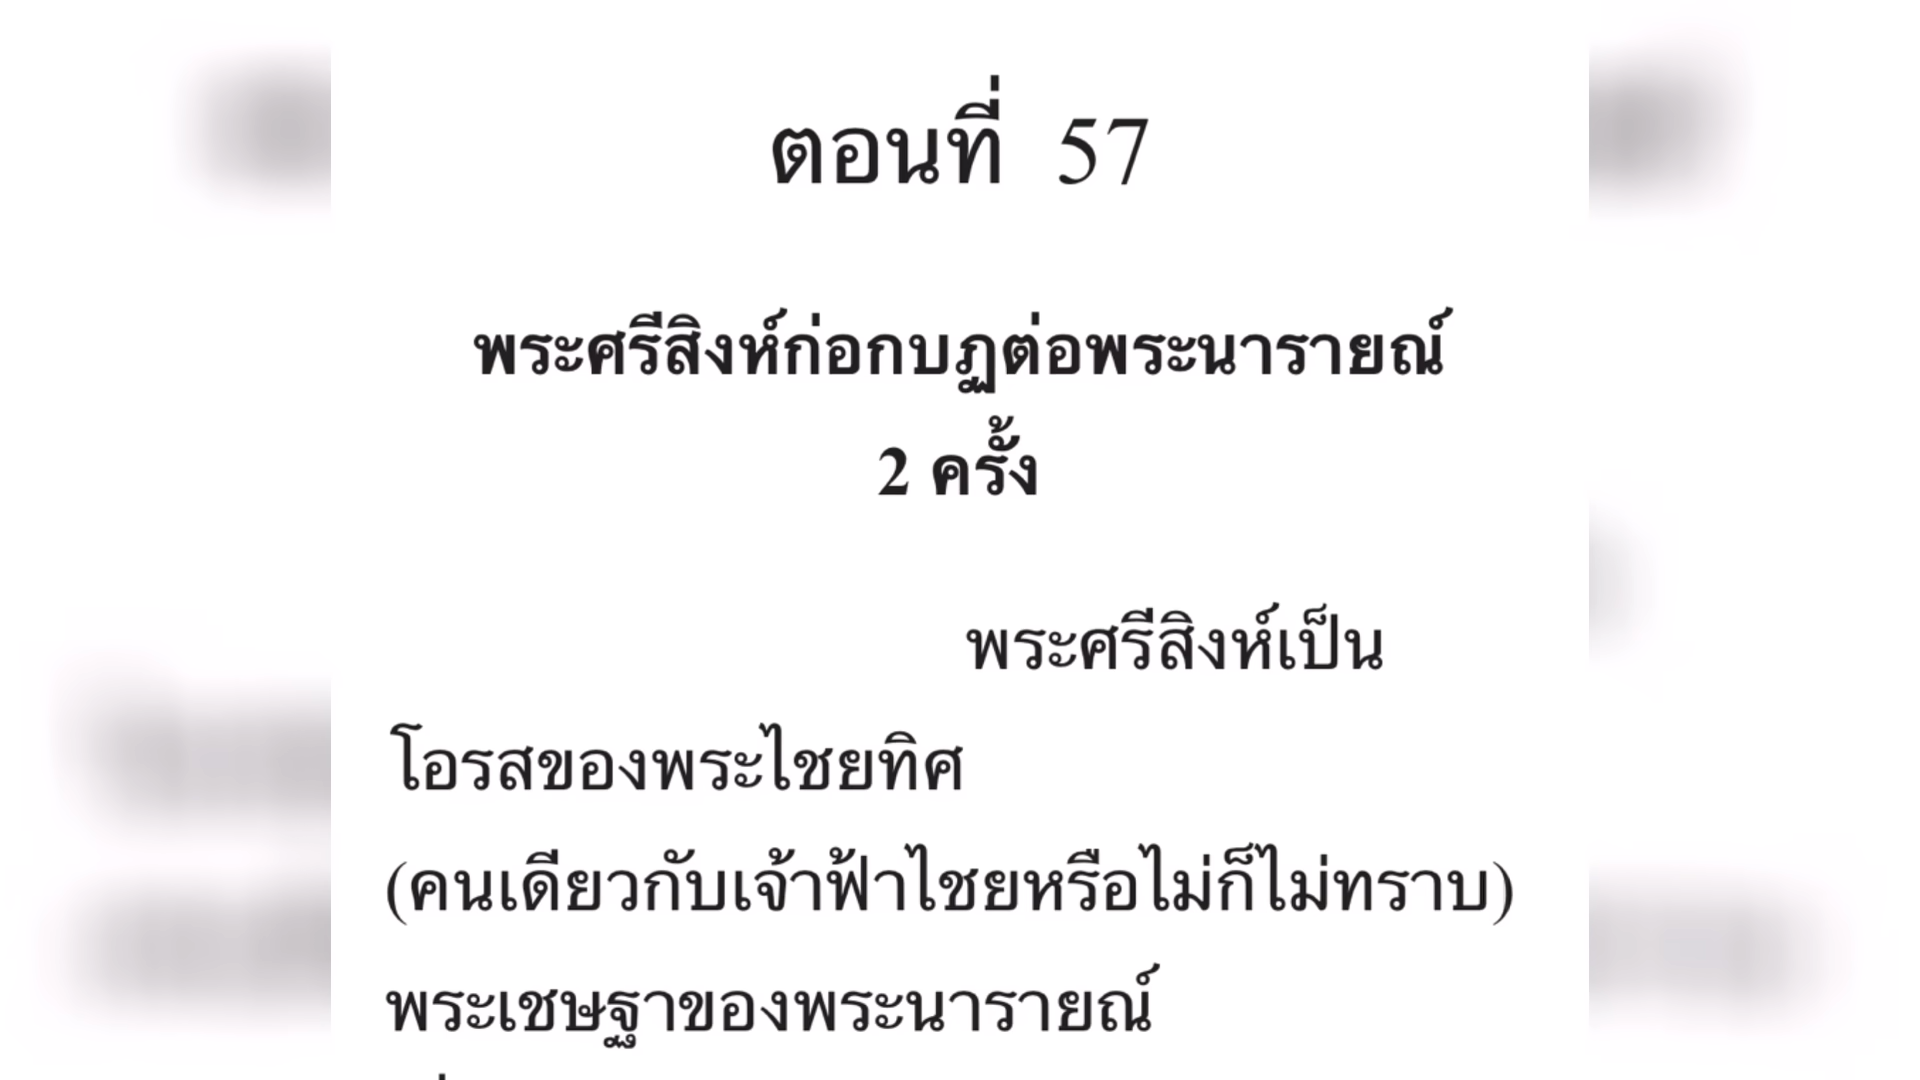 ตอนที่ 57
พระศรีสิงห์ก่อกบฏต่อพระนารายณ์
2 ครั้ง
พระศรีสิงห์เป็น
โอรสของพระไชยทิศ
(คนเดียวกับเจ้าฟ้าไชยหรือไม่ก็ไม่ทราบ)
พระเชษฐาของพระนารายณ์